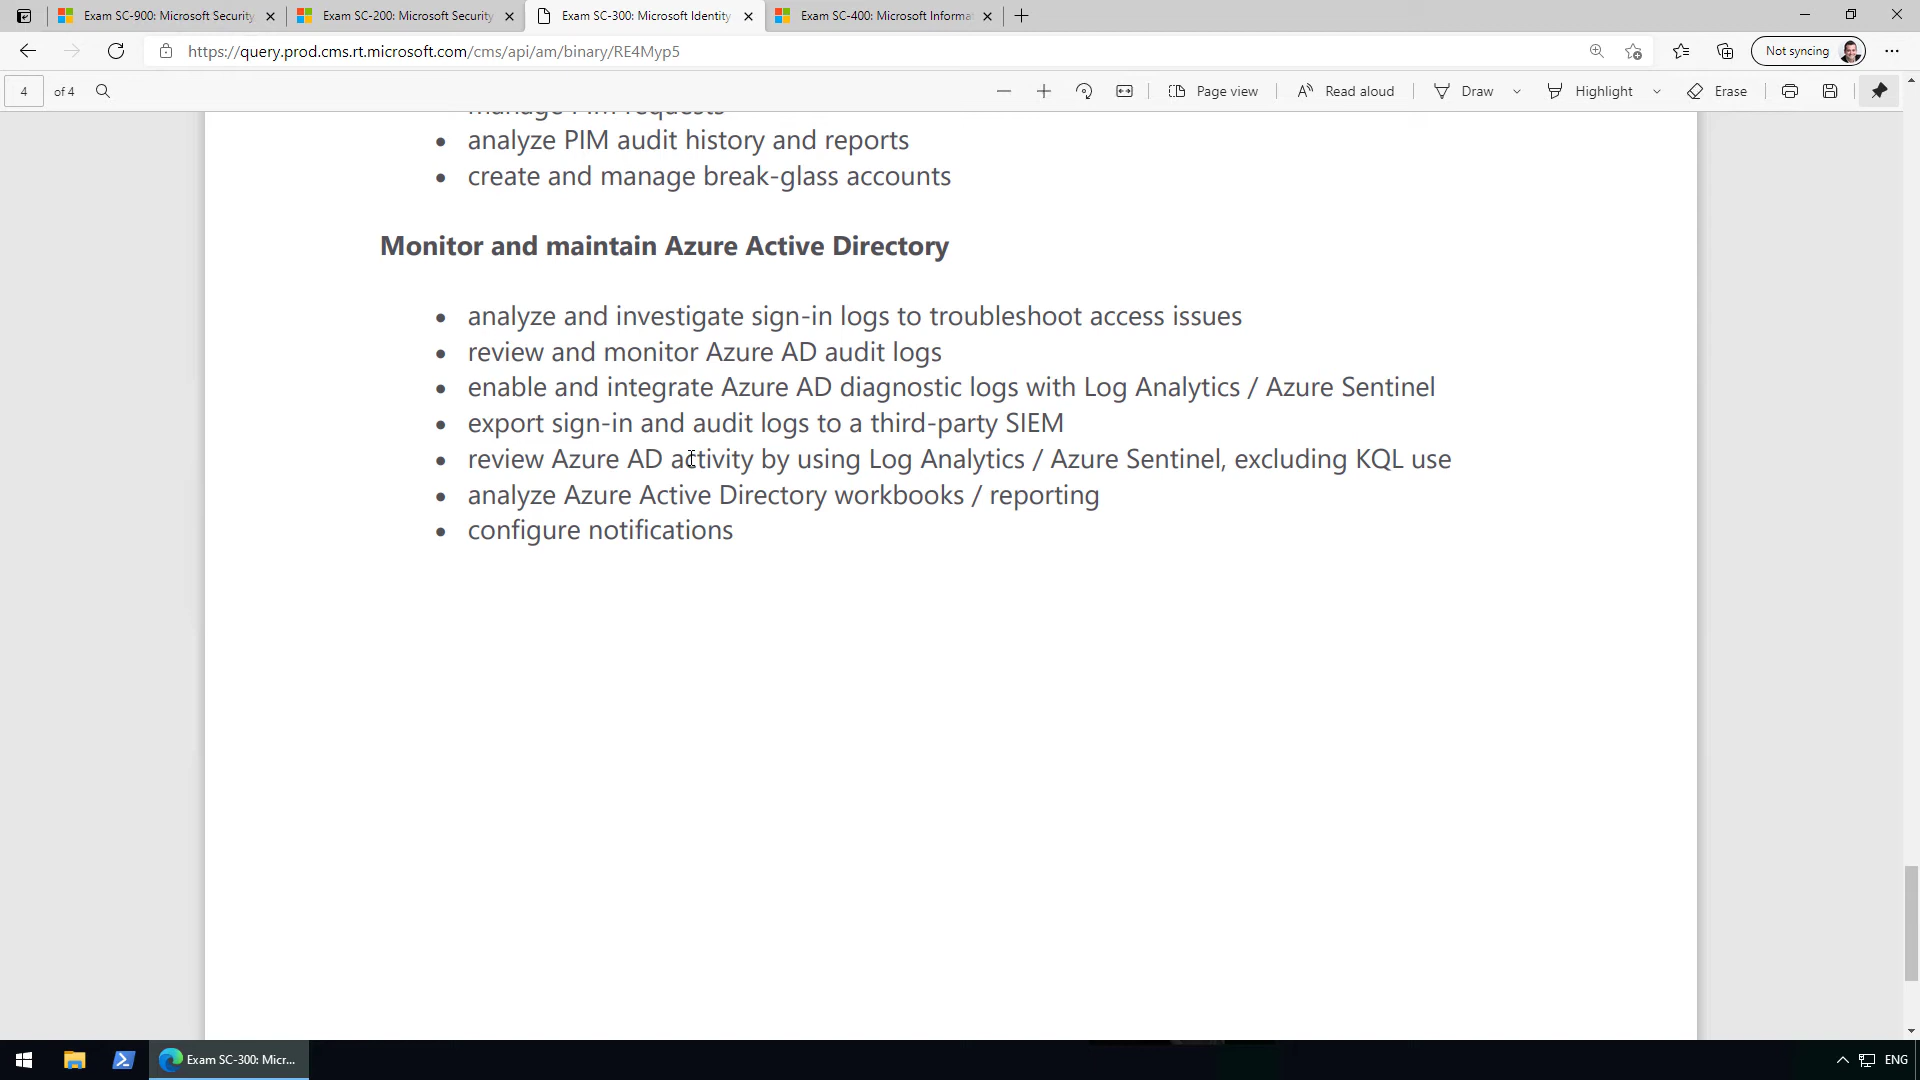 Exam SC-900: Microsoft Security
Exam SC-200: Microsoft Security
Exam SC-300: Microsoft Identity
Exam SC-400: Microsoft Informa
https://query.prod.cms.rt.microsoft.com/cms/api/am/binary/RE4Myp5
Not syncing
4 of 4
Page view
Read aloud
Draw
Highlight
Erase
manage PIM requests
• analyze PIM audit history and reports
• create and manage break-glass accounts
Monitor and maintain Azure Active Directory
• analyze and investigate sign-in logs to troubleshoot access issues
• review and monitor Azure AD audit logs
• enable and integrate Azure AD diagnostic logs with Log Analytics / Azure Sentinel
• export sign-in and audit logs to a third-party SIEM
• review Azure AD activity by using Log Analytics / Azure Sentinel, excluding KQL use
• analyze Azure Active Directory workbooks / reporting
• configure notifications
Exam SC-300: Micr...
ENG